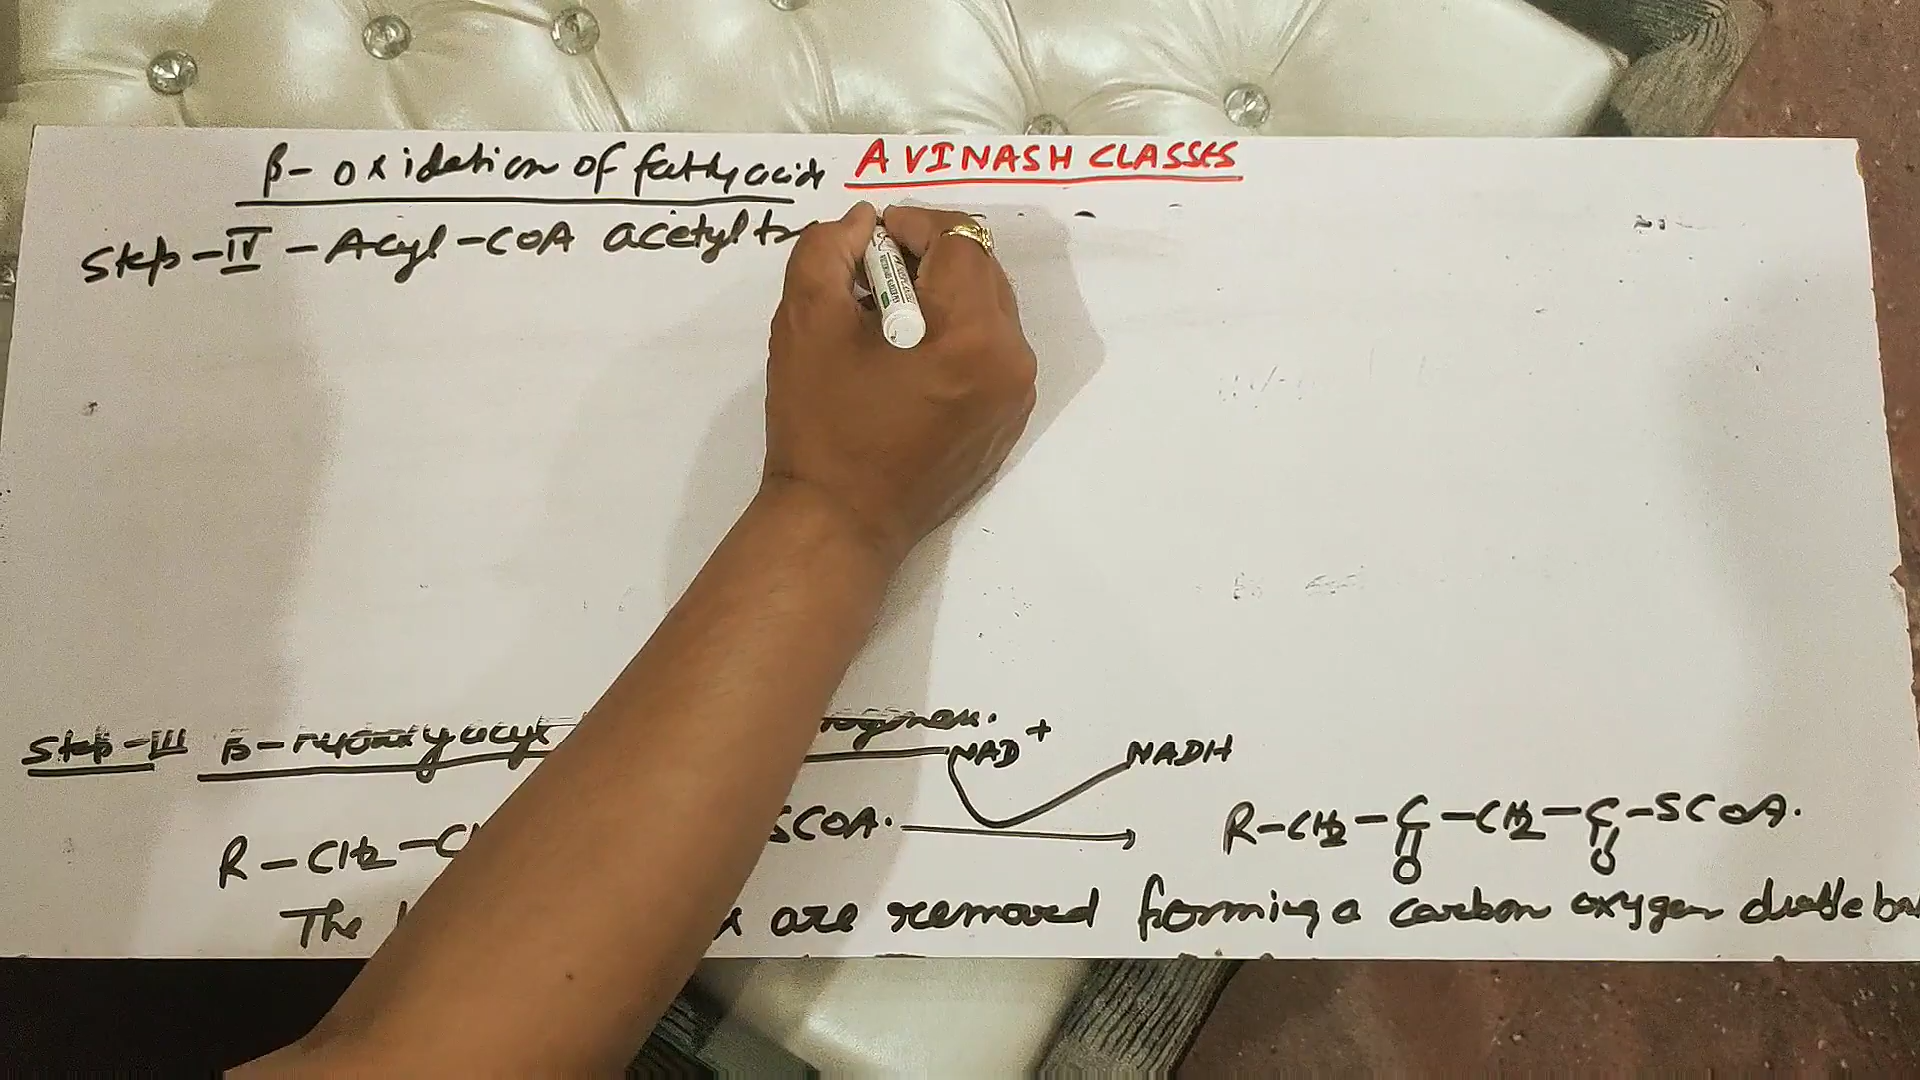 β- oxidation of fatty acids AVINASH CLASSES
Step-IV - Acyl-COA acetyl
Step-III β-
NAD+ NADH
R-CH2-C SCOA. R-CH2-C-CH2-C-SCOA.
O O
The are removed forming a carbon oxygen double